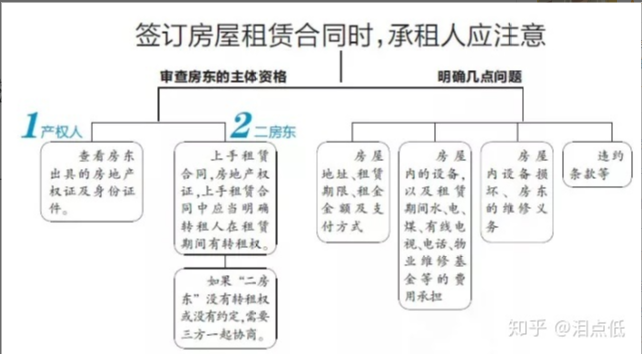 签订房屋租赁合同时,承租人应注意
审查房东的主体资格
明确几点问题
1产权人
2二房东
查看房东
出具的房地产
权证及身份证
件。
上手租赁
合同,房地产权
证,上手租赁合
同中应当明确
转租人在租赁
期间有转租权。
如果“二房
东”没有转租权
或没有约定,需要
三方一起协商。
房屋
地址、租赁
期限、租金
金额及支
付方式
房屋
内的设备,
以及租赁
期间水、电、
煤、有线电
视、电话、物
业维修基
金等的费
用承担
房屋
内设备损
坏、房东的
维修义
务
违约
条款等
知乎 @泪点低